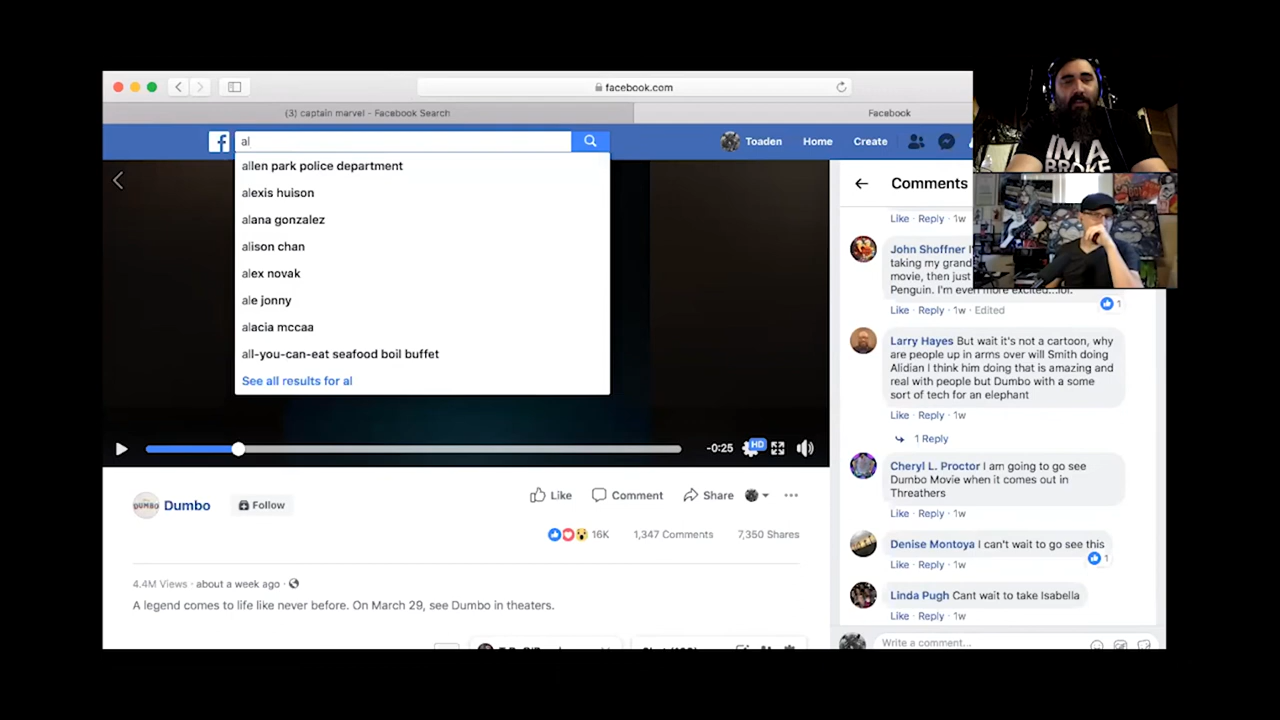 facebook.com
(3) captain marvel - Facebook Search
Facebook
al
Toaden
Home
Create
allen park police department
alexis huison
alana gonzalez
alison chan
alex novak
ale jonny
alacia mccaa
all-you-can-eat seafood boil buffet
See all results for al
-0:25
HD
DUMBO
Dumbo
Follow
Like
Comment
Share
16K
1,347 Comments
7,350 Shares
4.4M Views · about a week ago ·
A legend comes to life like never before. On March 29, see Dumbo in theaters.
Comments
Like · Reply · 1w
John Shoffner
taking my grand
movie, then just
Penguin. I'm even more excited...lol.
1
Like · Reply · 1w · Edited
Larry Hayes But wait it's not a cartoon, why
are people up in arms over will Smith doing
Alidian I think him doing that is amazing and
real with people but Dumbo with a some
sort of tech for an elephant
Like · Reply · 1w
1 Reply
Cheryl L. Proctor I am going to go see
Dumbo Movie when it comes out in
Threathers
Like · Reply · 1w
Denise Montoya I can't wait to go see this
1
Like · Reply · 1w
Linda Pugh Cant wait to take Isabella
Like · Reply · 1w
Write a comment...
I'M A
BROKE